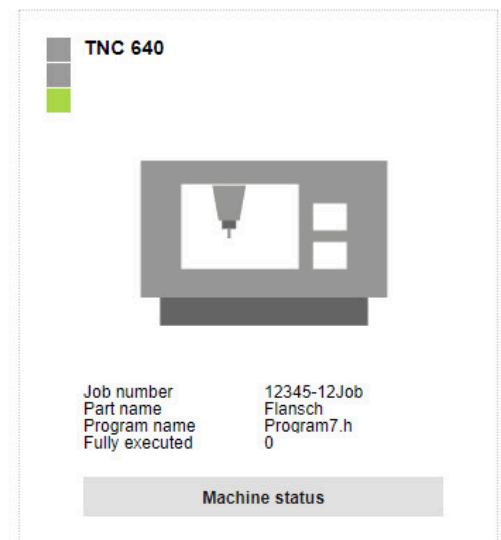 TNC 640
Job number 12345-12Job
Part name Flansch
Program name Program7.h
Fully executed 0
Machine status